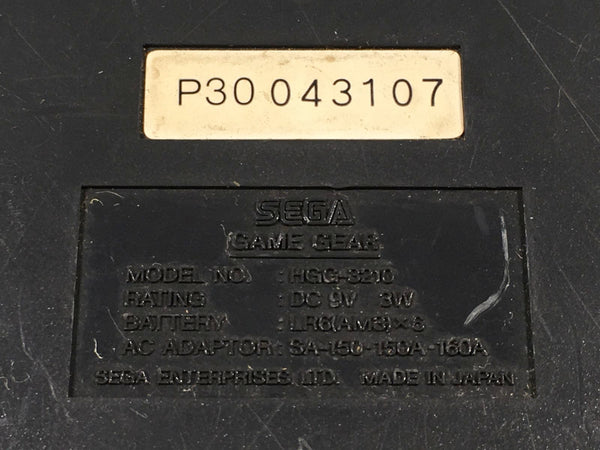 P30 043107
SEGA
GAME GEAR
MODEL NO. : HGG-3210
RATING : DC 9V 3W
BATTERY : LR6(AM3)×6
AC ADAPTOR : SA-150·150A·160A
SEGA ENTERPRISES LTD. MADE IN JAPAN